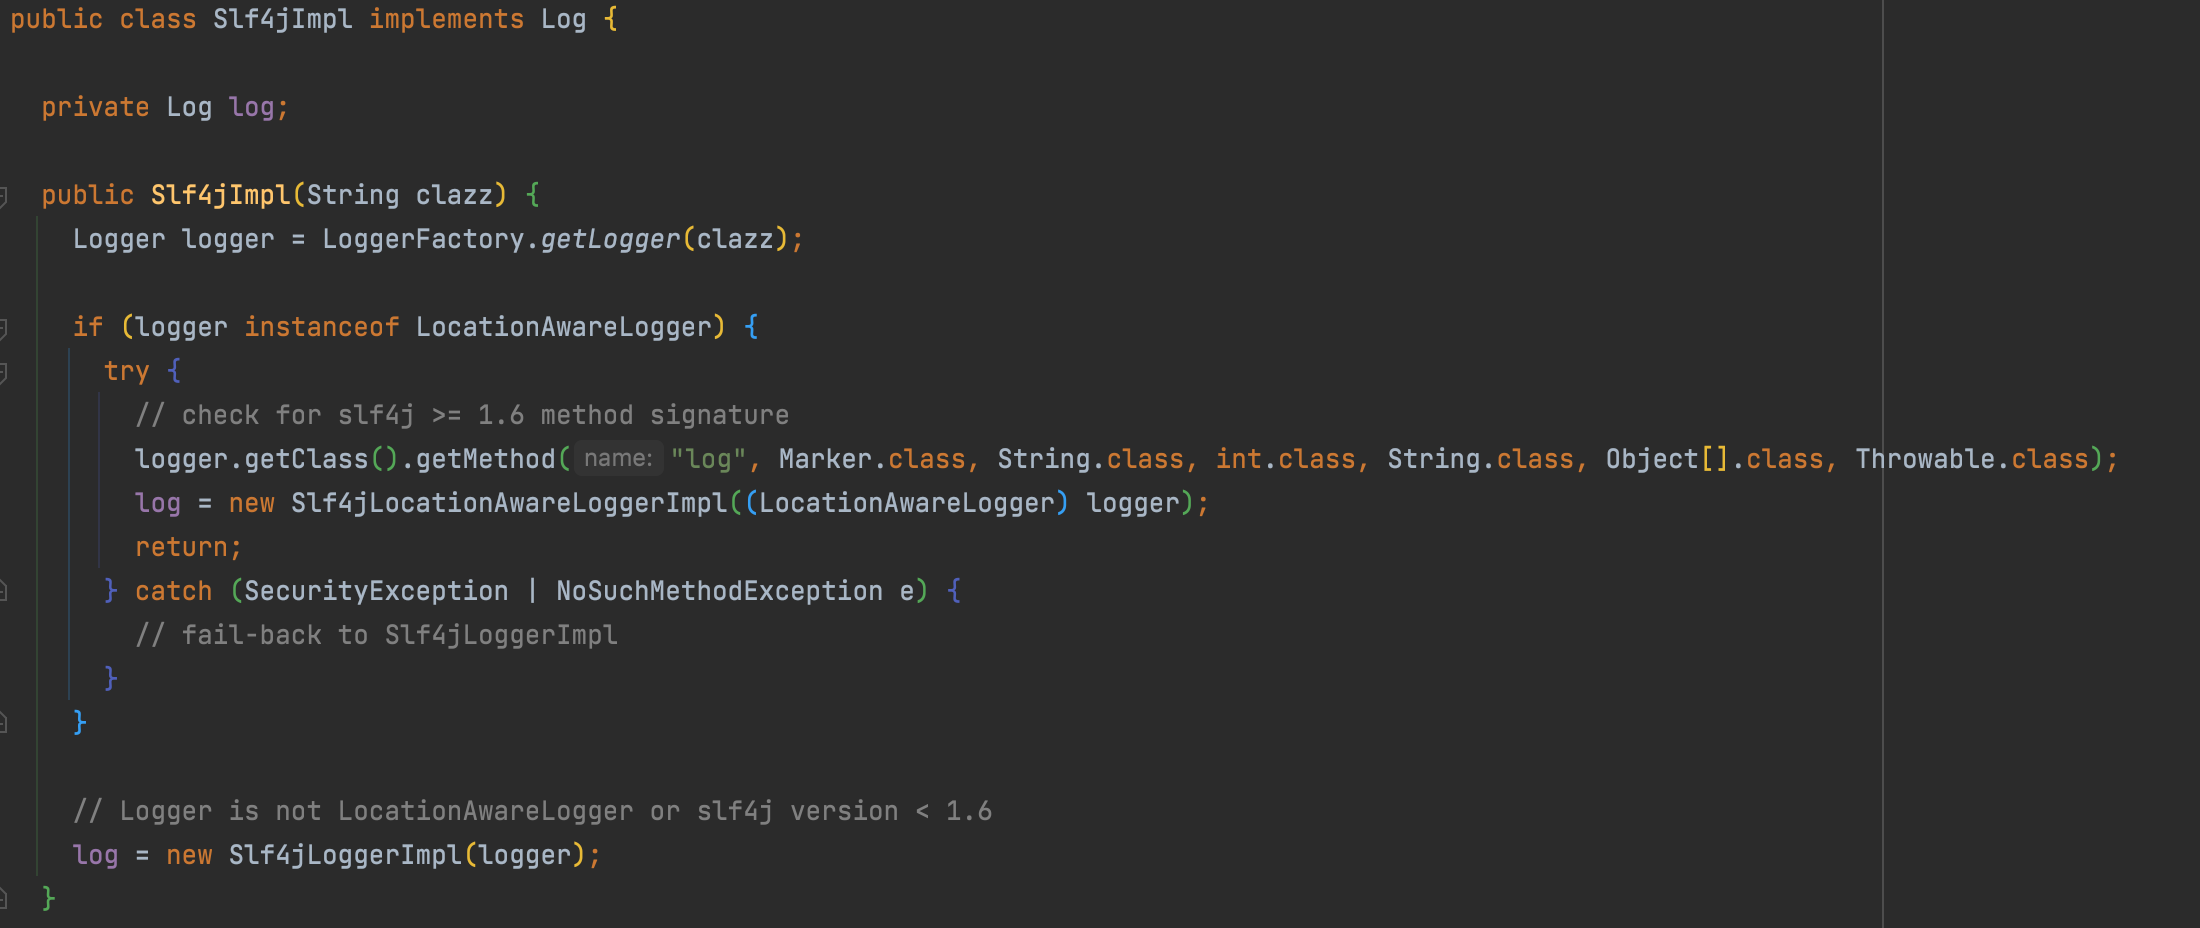 public class Slf4jImpl implements Log {
private Log log;
public Slf4jImpl(String clazz) {
Logger logger = LoggerFactory.getLogger(clazz);
if (logger instanceof LocationAwareLogger) {
try {
// check for slf4j >= 1.6 method signature
logger.getClass().getMethod( name: "log", Marker.class, String.class, int.class, String.class, Object[].class, Throwable.class);
log = new Slf4jLocationAwareLoggerImpl((LocationAwareLogger) logger);
return;
} catch (SecurityException | NoSuchMethodException e) {
// fail-back to Slf4jLoggerImpl
}
}
// Logger is not LocationAwareLogger or slf4j version < 1.6
log = new Slf4jLoggerImpl(logger);
}